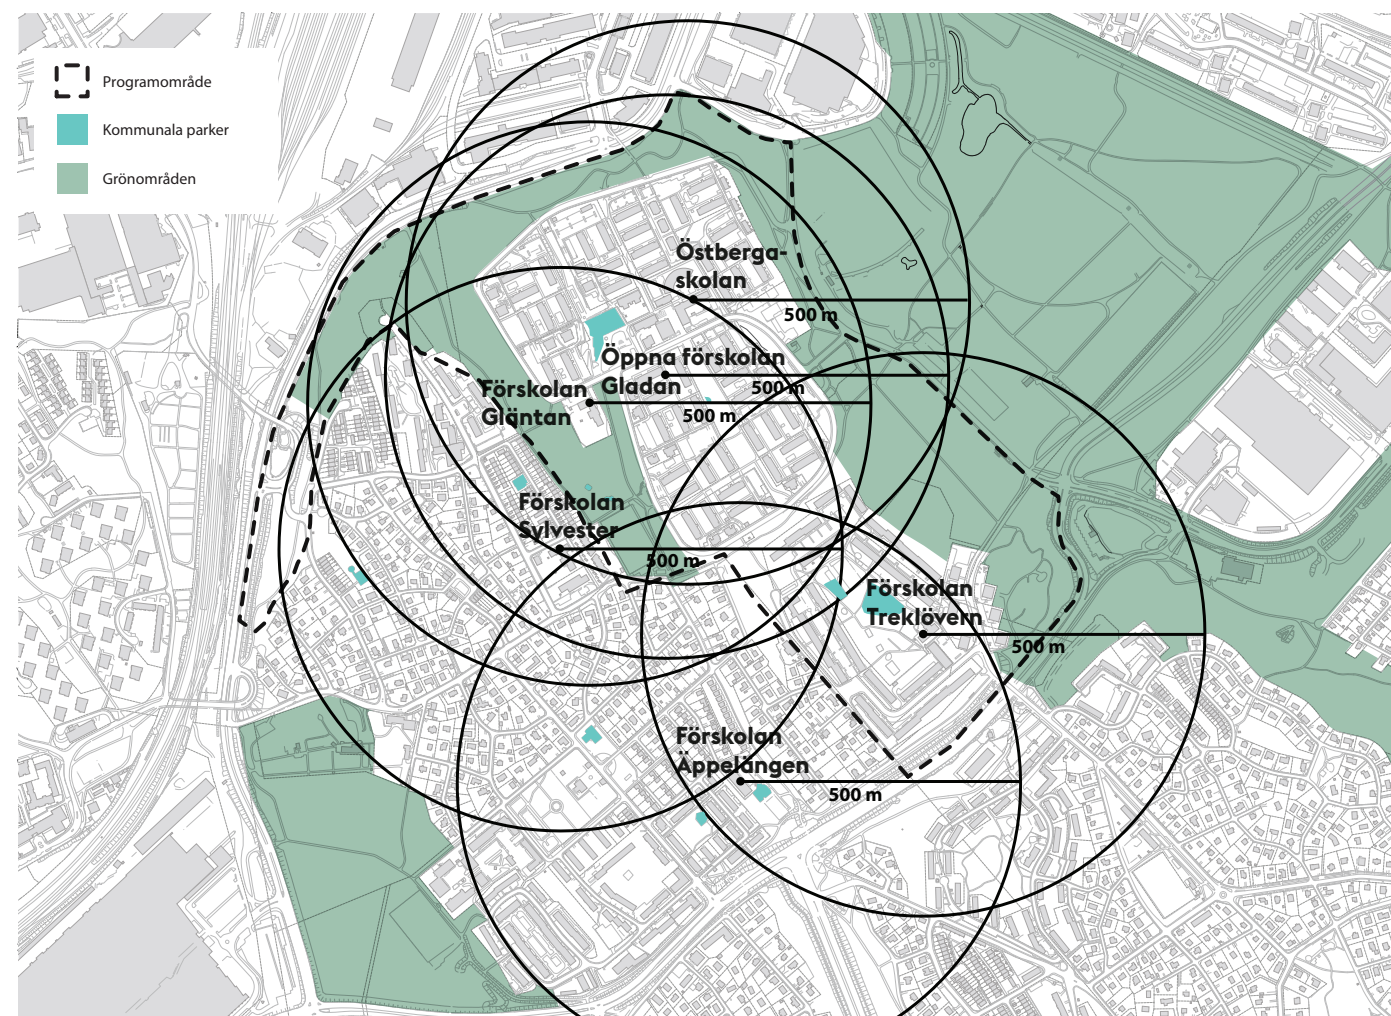 Programområde
Kommunala parker
Grönområden
Östberga-
skolan
500 m
Öppna förskolan
Gladan
500 m
Förskolan
Gläntan
500 m
Förskolan
Sylvester
500 m
Förskolan
Treklövern
500 m
Förskolan
Äppelängen
500 m